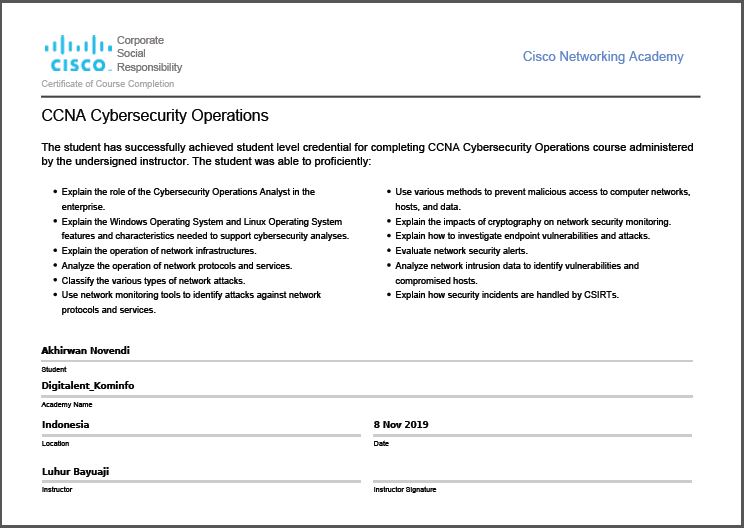 Corporate
Social
CISCO Responsibility
Cisco Networking Academy
Certificate of Course Completion
CCNA Cybersecurity Operations
The student has successfully achieved student level credential for completing CCNA Cybersecurity Operations course administered
by the undersigned instructor. The student was able to proficiently:
• Explain the role of the Cybersecurity Operations Analyst in the
enterprise.
• Explain the Windows Operating System and Linux Operating System
features and characteristics needed to support cybersecurity analyses.
• Explain the operation of network infrastructures.
• Analyze the operation of network protocols and services.
• Classify the various types of network attacks.
• Use network monitoring tools to identify attacks against network
protocols and services.
• Use various methods to prevent malicious access to computer networks,
hosts, and data.
• Explain the impacts of cryptography on network security monitoring.
• Explain how to investigate endpoint vulnerabilities and attacks.
• Evaluate network security alerts.
• Analyze network intrusion data to identify vulnerabilities and
compromised hosts.
• Explain how security incidents are handled by CSIRTs.
Akhirwan Novendi
Student
Digitalent_Kominfo
Academy Name
Indonesia
Location
8 Nov 2019
Date
Luhur Bayuaji
Instructor
Instructor Signature